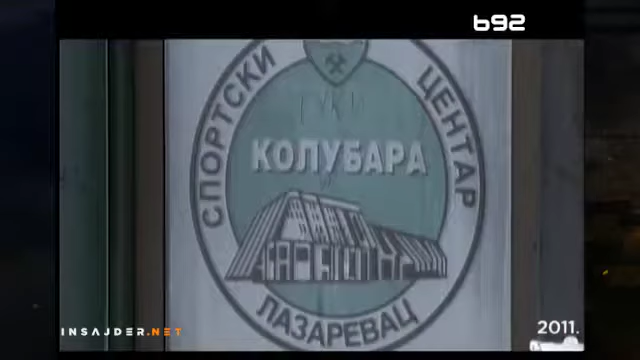 b92
СПОРТСКИ ЦЕНТАР
КОЛУБАРА
ЛАЗАРЕВАЦ
INSAJDER.NET
2011.